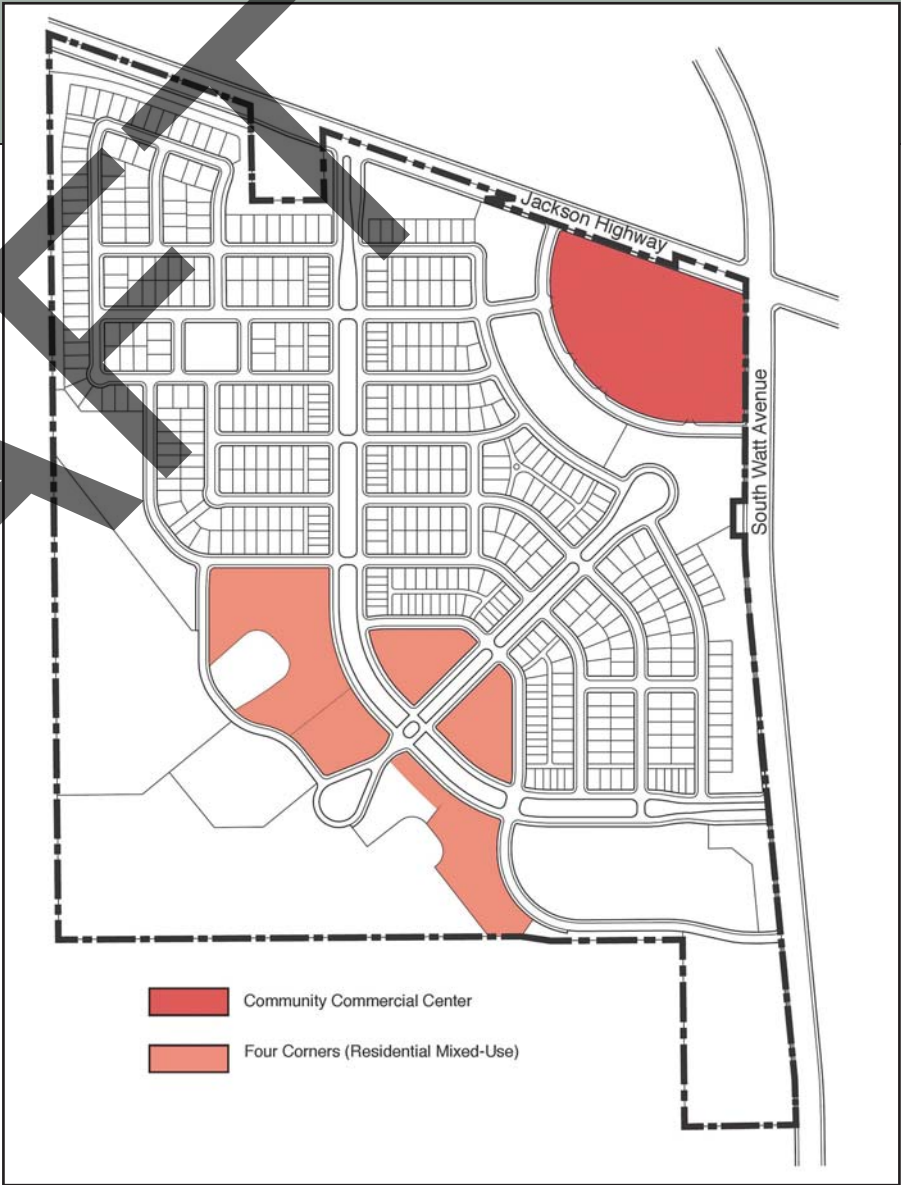 Jackson Highway
South Watt Avenue
Community Commercial Center
Four Corners (Residential Mixed-Use)